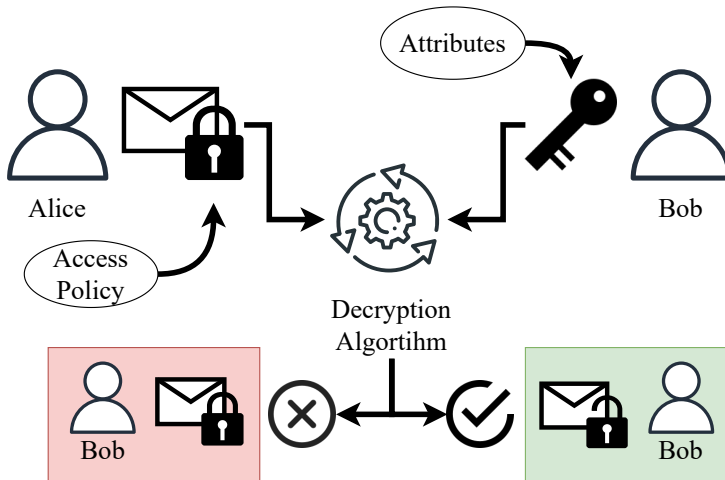 Attributes
Alice
Bob
Access
Policy
Decryption
Algortihm
Bob
Bob